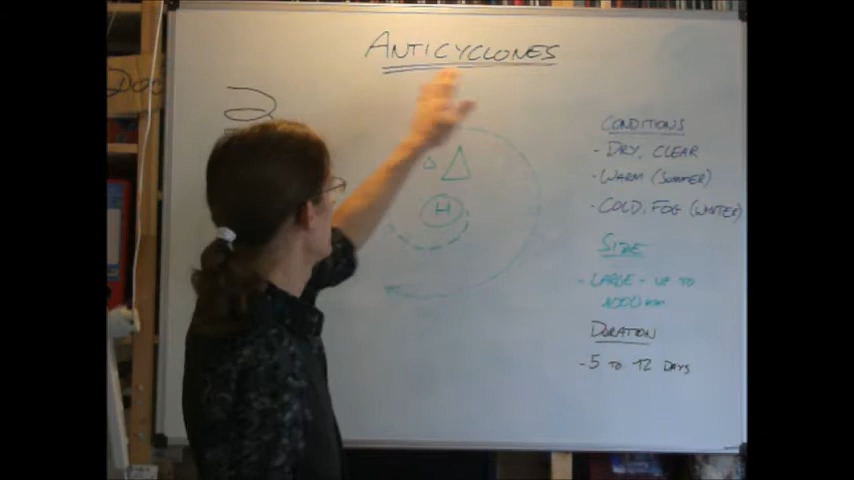 ANTICYCLONES
H
CONDITIONS
- DRY, CLEAR
- WARM (SUMMER)
- COLD, FOG (WINTER)
SIZE
- LARGE - UP TO
4000 km
DURATION
- 5 TO 12 DAYS